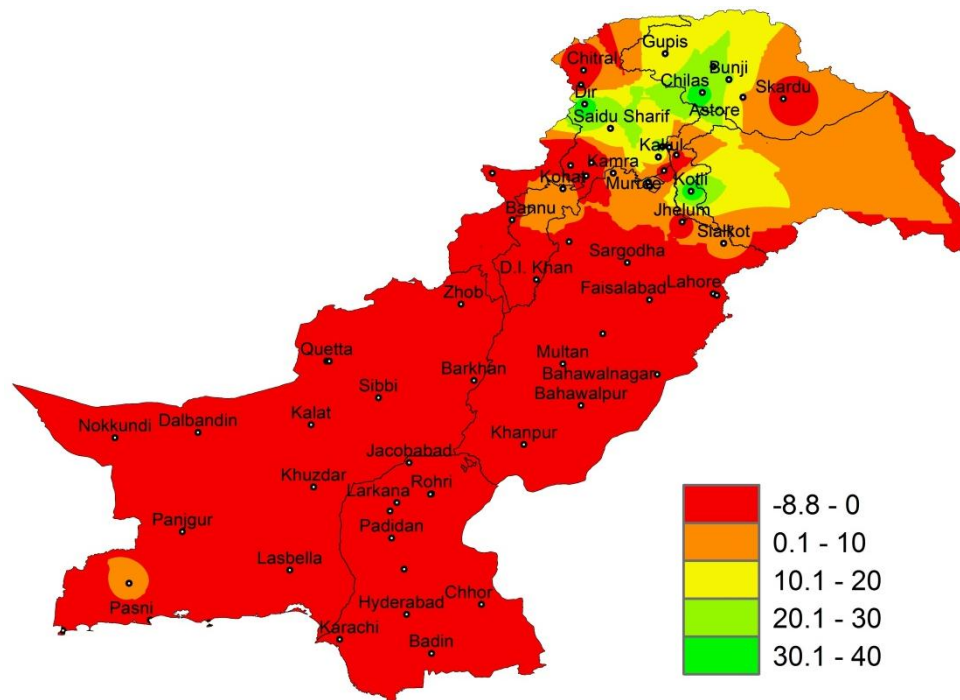 Gupis
Chitral
Bunji
Chilas
Skardu
Dir
Astore
Saidu Sharif
Kakul
Kamra
Kohat
Murree
Kotli
Bannu
Jhelum
Sialkot
Sargodha
D.I. Khan
Zhob
Faisalabad
Lahore
Quetta
Multan
Barkhan
Bahawalnagar
Sibbi
Bahawalpur
Nokkundi
Dalbandin
Kalat
Khanpur
Jacobabad
Khuzdar
Rohri
Larkana
Panjgur
Padidan
Lasbella
Pasni
Hyderabad
Chhor
Karachi
Badin
-8.8 - 0
0.1 - 10
10.1 - 20
20.1 - 30
30.1 - 40